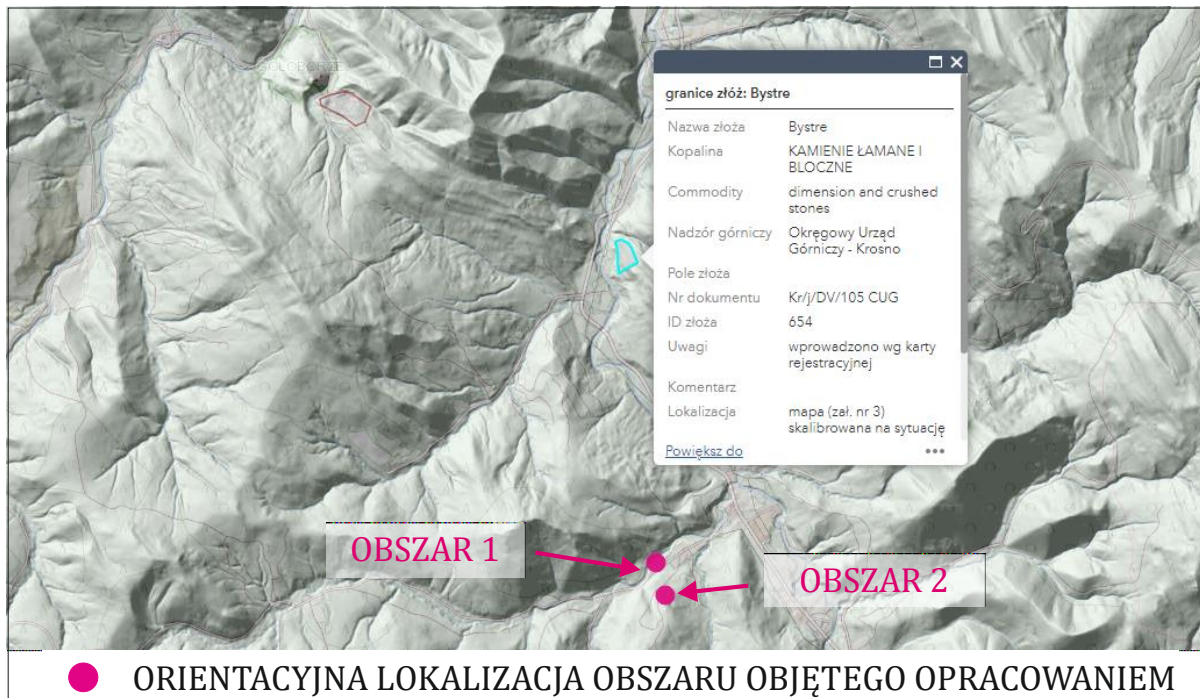 OŁOBORZE
granice złóż: Bystre
Nazwa złoża Bystre
Kopalina KAMIENIE ŁAMANE I
BLOCZNE
Commodity dimension and crushed
stones
Nadzór górniczy Okręgowy Urząd
Górniczy - Krosno
Pole złoża
Nr dokumentu Kr/j/DV/105 CUG
ID złoża 654
Uwagi wprowadzono wg karty
rejestracyjnej
Komentarz
Lokalizacja mapa (zał. nr 3)
skalibrowana na sytuację
Powiększ do
OBSZAR 1
OBSZAR 2
ORIENTACYJNA LOKALIZACJA OBSZARU OBJĘTEGO OPRACOWANIEM